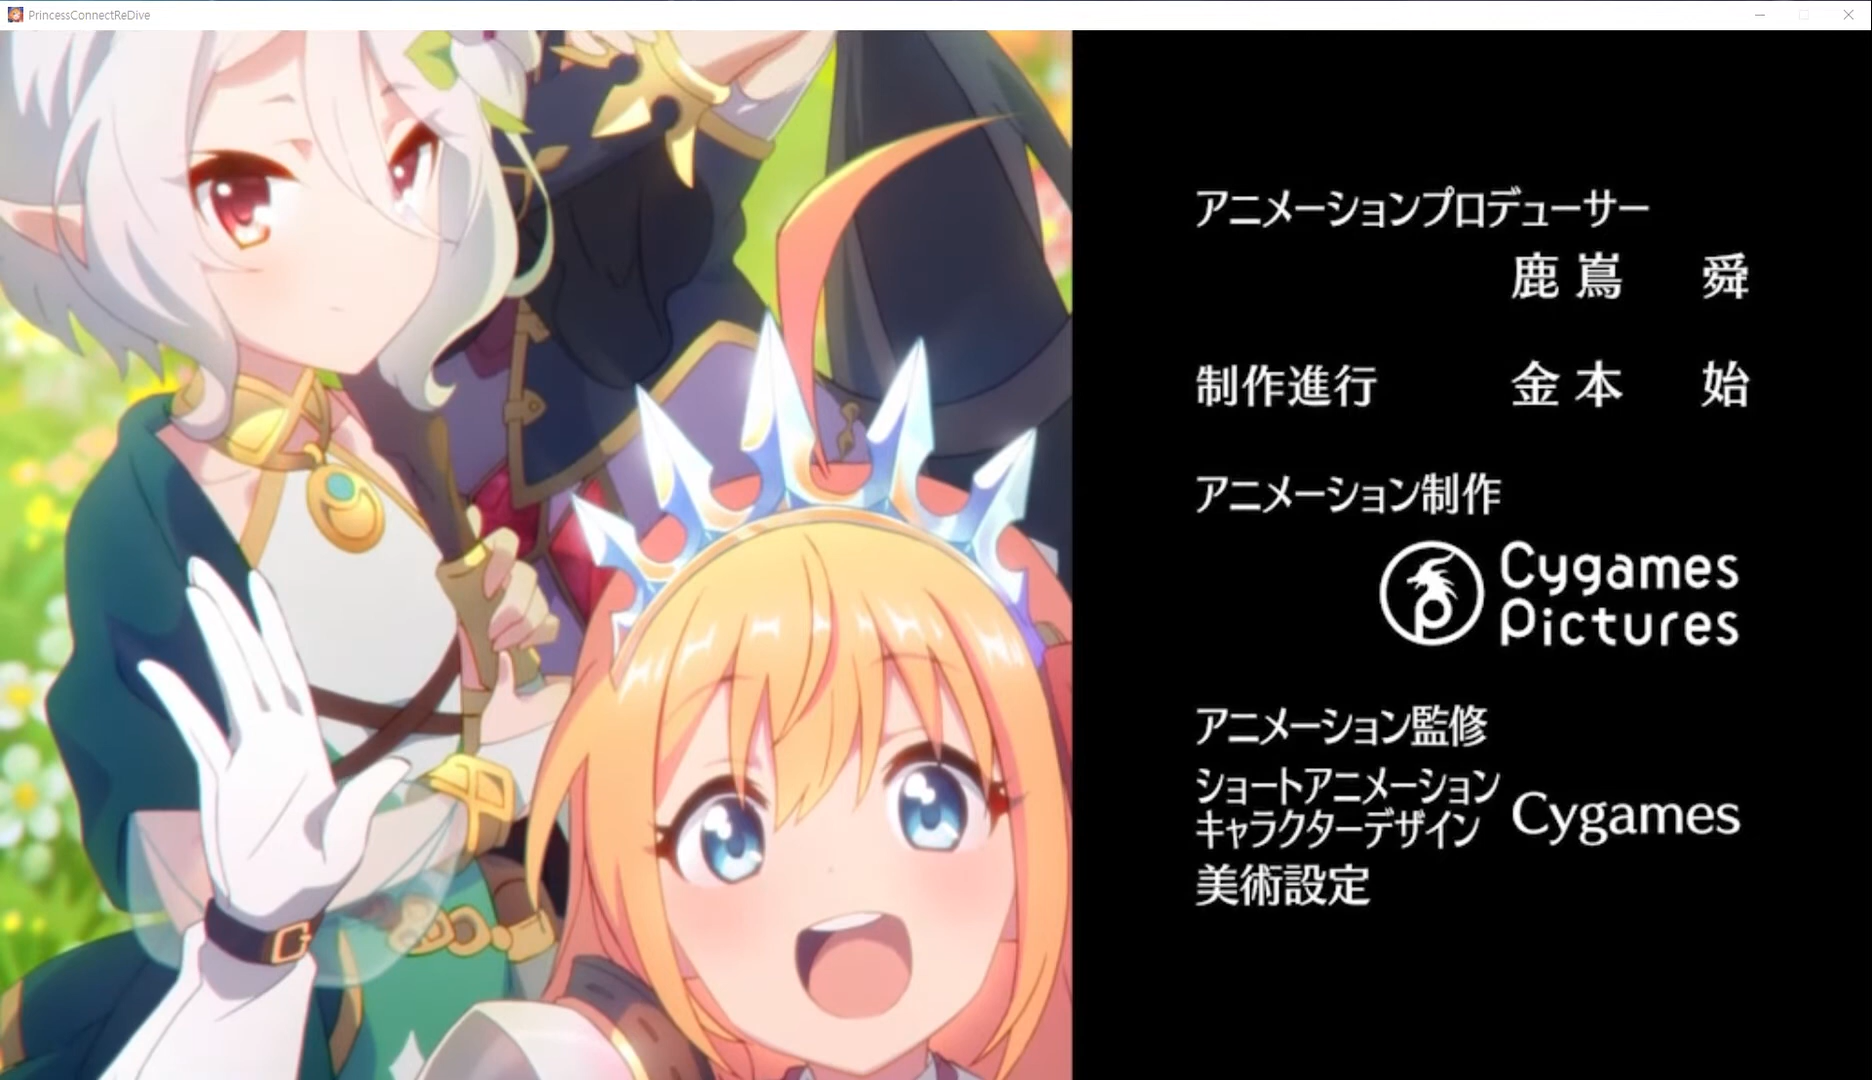 PrincessConnectReDive
アニメーションプロデューサー
鹿嶌 舜
制作進行 金本 始
アニメーション制作
Cygames
Pictures
アニメーション監修
ショートアニメーション
キャラクターデザイン Cygames
美術設定